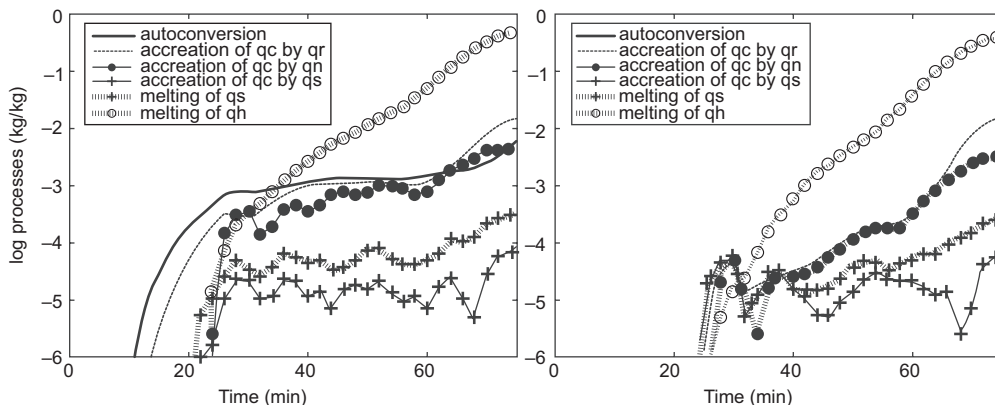 0
−1
−2
−3
−4
−5
−6
log processes (kg/kg)
autoconversion
accreation of qc by qr
accreation of qc by qn
accreation of qc by qs
melting of qs
melting of qh
0
20
40
60
Time (min)
0
−1
−2
−3
−4
−5
−6
autoconversion
accreation of qc by qr
accreation of qc by qn
accreation of qc by qs
melting of qs
melting of qh
0
20
40
60
Time (min)